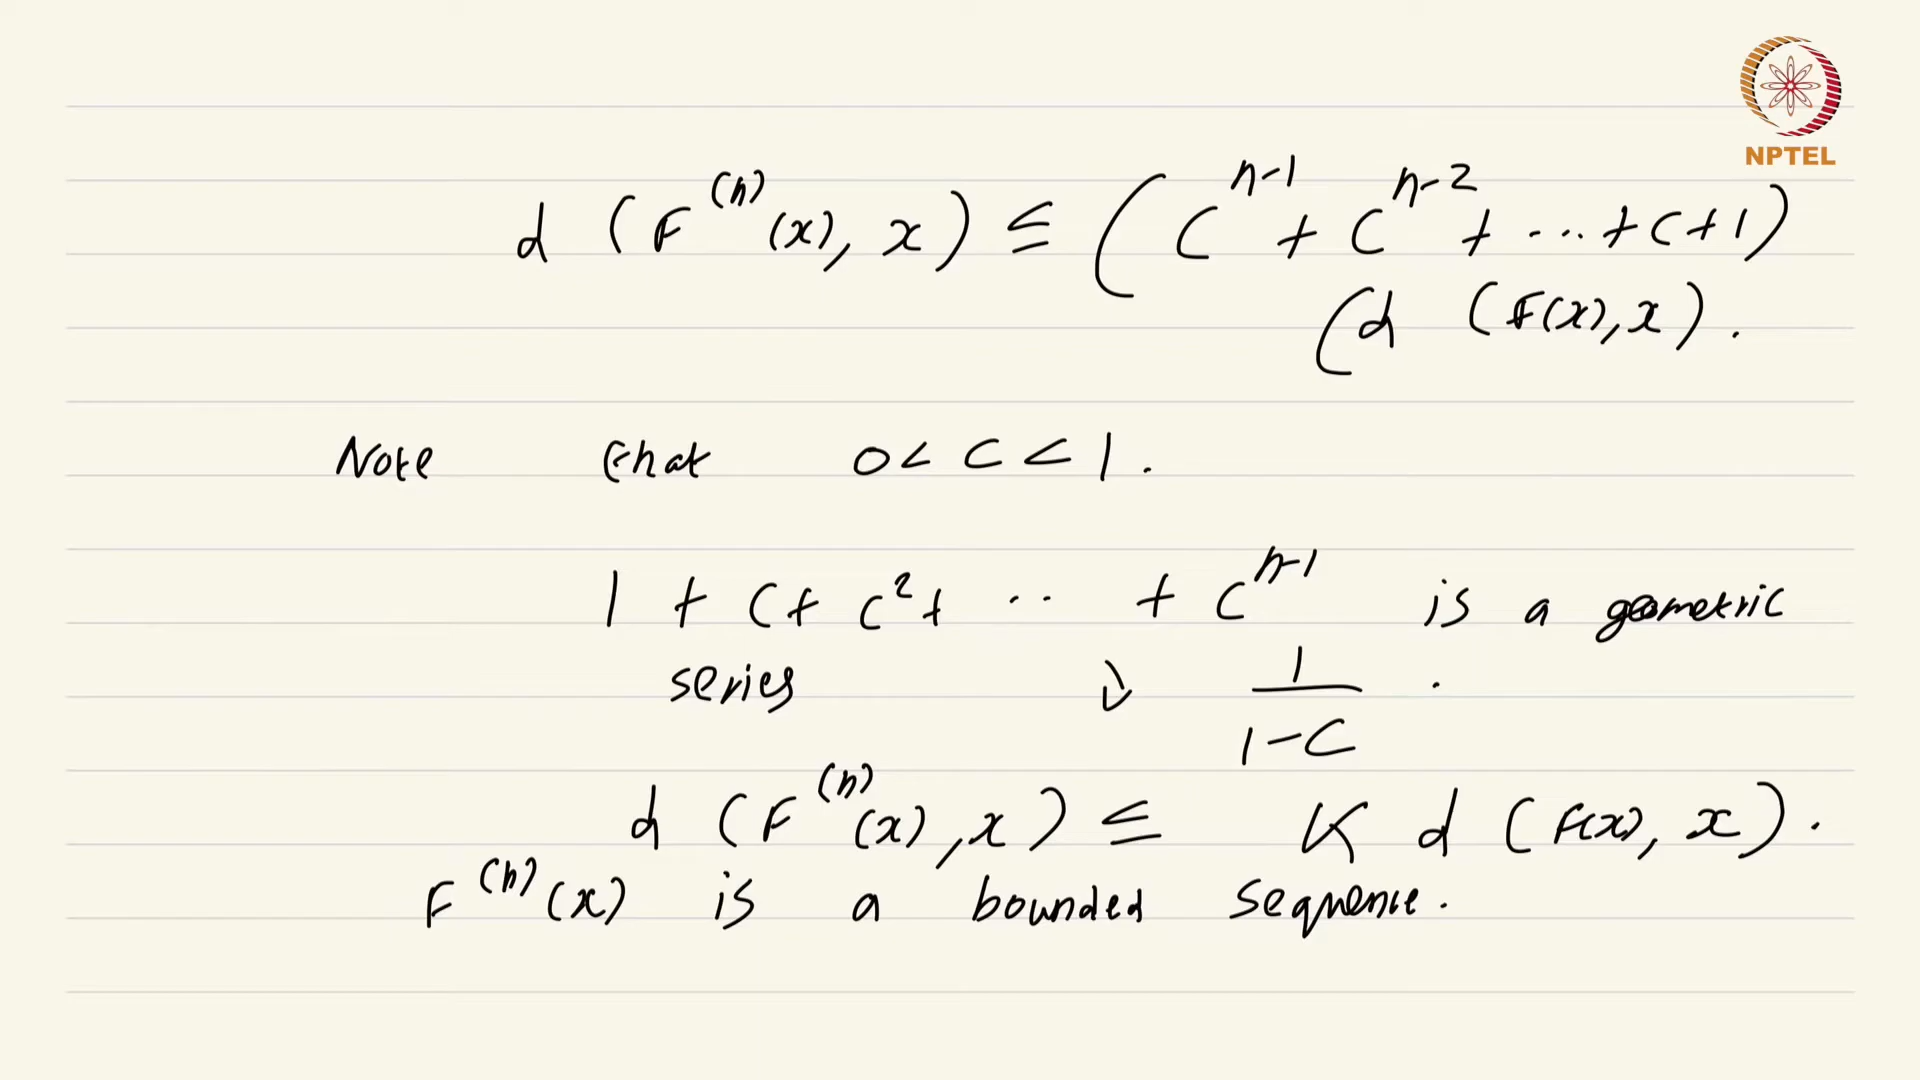 NPTEL
d (F^(n)(x), x) ≤ (C^{n-1} + C^{n-2} + ... + C + 1)
(d (F(x), x).
Note that 0 < C < 1.
1 + C + C^2 + .. + C^{n-1} is a geometric
series ↓ 1/(1-C) .
d (F^(n)(x), x) ≤ K d (F(x), x).
F^(n)(x) is a bounded sequence.